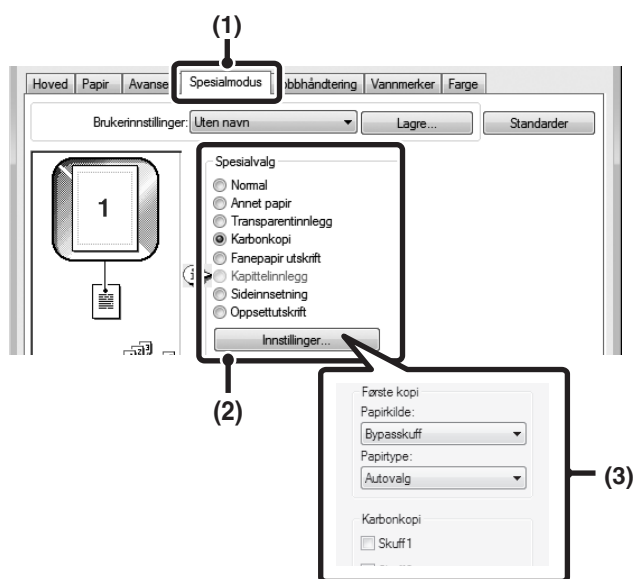 (1)
Hoved Papir Avanse Spesialmodus obbhåndtering Vannmerker Farge
Brukerinnstillinger: Uten navn Lagre... Standarder
1
Spesialvalg
Normal
Annet papir
Transparentinnlegg
Karbonkopi
Fanepapir utskrift
Kapittelinnlegg
Sideinnsetning
Oppsettutskrift
Innstillinger...
(2)
Første kopi
Papirkilde:
Bypasskuff
Papirtype:
Autovalg
(3)
Karbonkopi
Skuff1